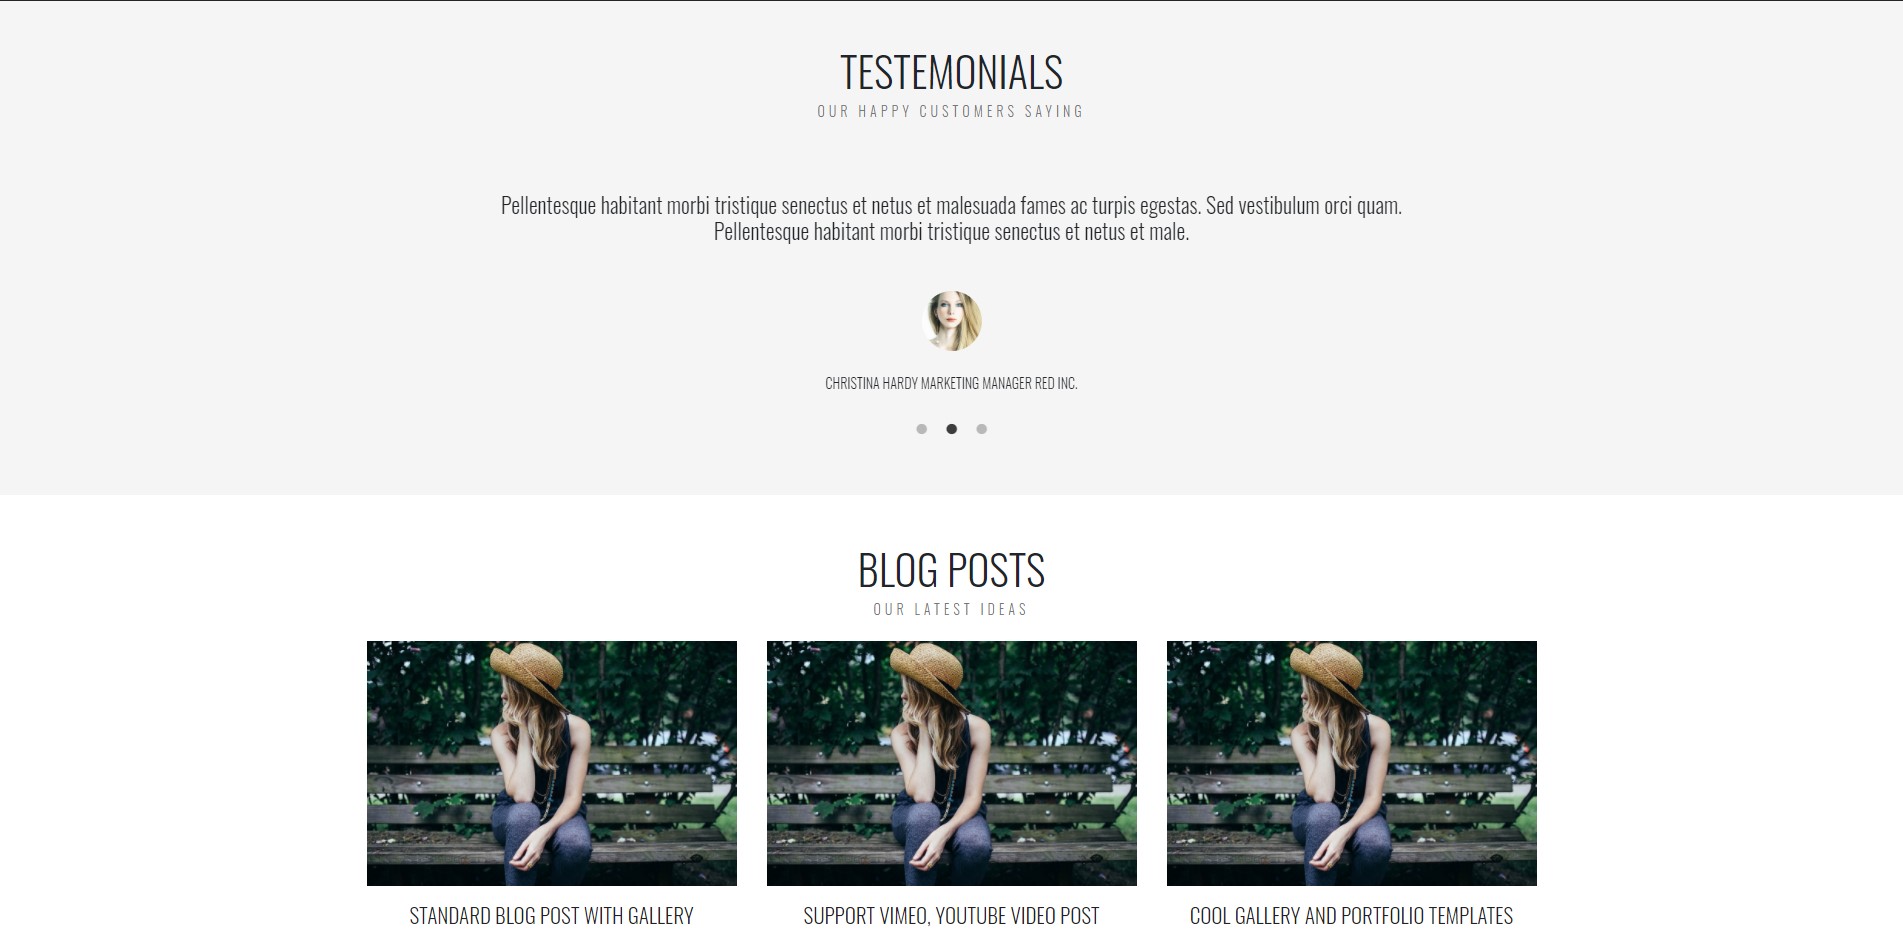 TESTEMONIALS
OUR HAPPY CUSTOMERS SAYING
Pellentesque habitant morbi tristique senectus et netus et malesuada fames ac turpis egestas. Sed vestibulum orci quam.
Pellentesque habitant morbi tristique senectus et netus et male.
CHRISTINA HARDY MARKETING MANAGER RED INC.
BLOG POSTS
OUR LATEST IDEAS
STANDARD BLOG POST WITH GALLERY
SUPPORT VIMEO, YOUTUBE VIDEO POST
COOL GALLERY AND PORTFOLIO TEMPLATES